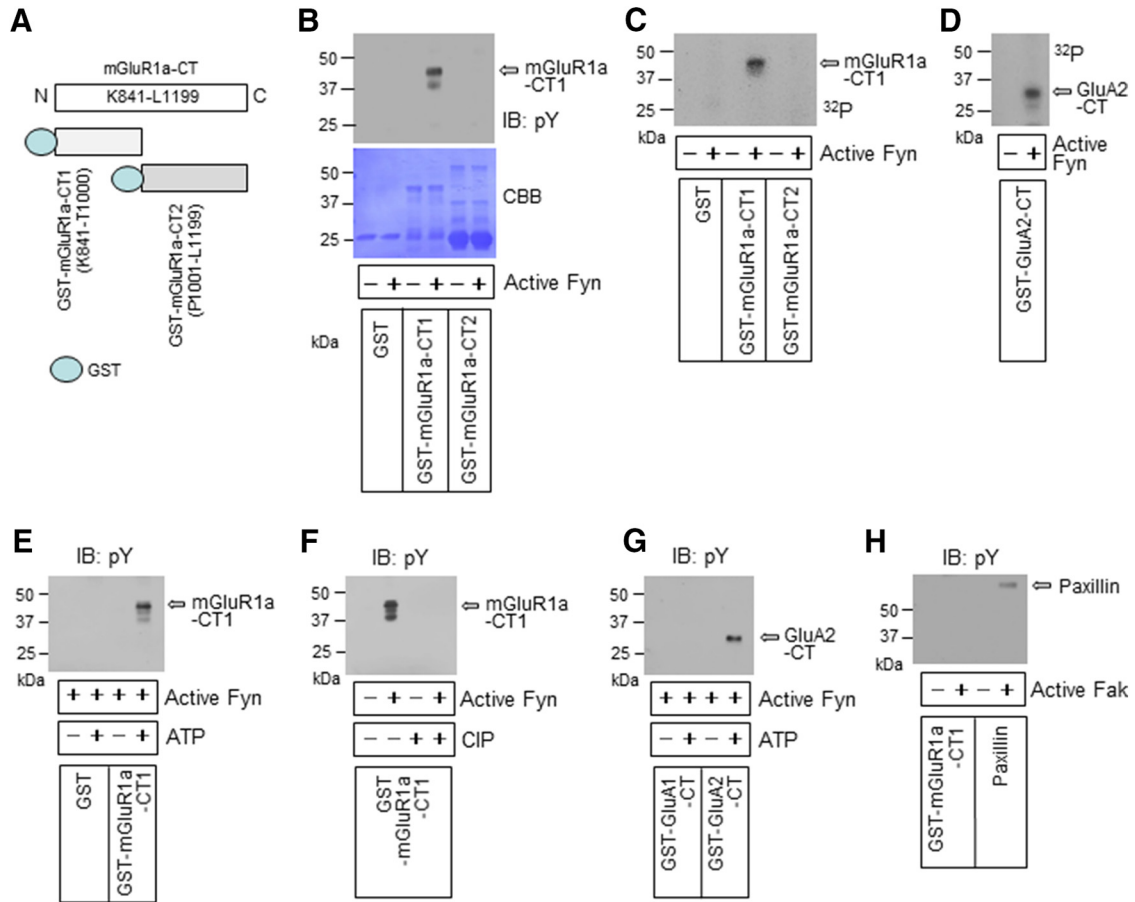 A
mGluR1a-CT
N
K841-L1199
C
GST-mGluR1a-CT1
(K841-T1000)
GST-mGluR1a-CT2
(P1001-L1199)
GST
B
50
37
25
mGluR1a
-CT1
IB: pY
50
37
25
CBB
− + − + − +
Active Fyn
kDa
GST
GST-mGluR1a-CT1
GST-mGluR1a-CT2
C
50
37
25
kDa
mGluR1a
-CT1
32P
− + − + − +
Active Fyn
GST
GST-mGluR1a-CT1
GST-mGluR1a-CT2
D
50
37
25
kDa
32P
GluA2
-CT
− +
Active
Fyn
GST-GluA2-CT
E
IB: pY
50
37
25
kDa
mGluR1a
-CT1
+ + + +
Active Fyn
− + − +
ATP
GST
GST-mGluR1a
-CT1
F
IB: pY
50
37
25
kDa
mGluR1a
-CT1
− + − +
Active Fyn
− − + +
CIP
GST
-mGluR1a
-CT1
G
IB: pY
50
37
25
kDa
GluA2
-CT
+ + + +
Active Fyn
− + − +
ATP
GST-GluA1
-CT
GST-GluA2
-CT
H
IB: pY
50
37
kDa
Paxillin
− + − +
Active Fak
GST-mGluR1a
-CT1
Paxillin